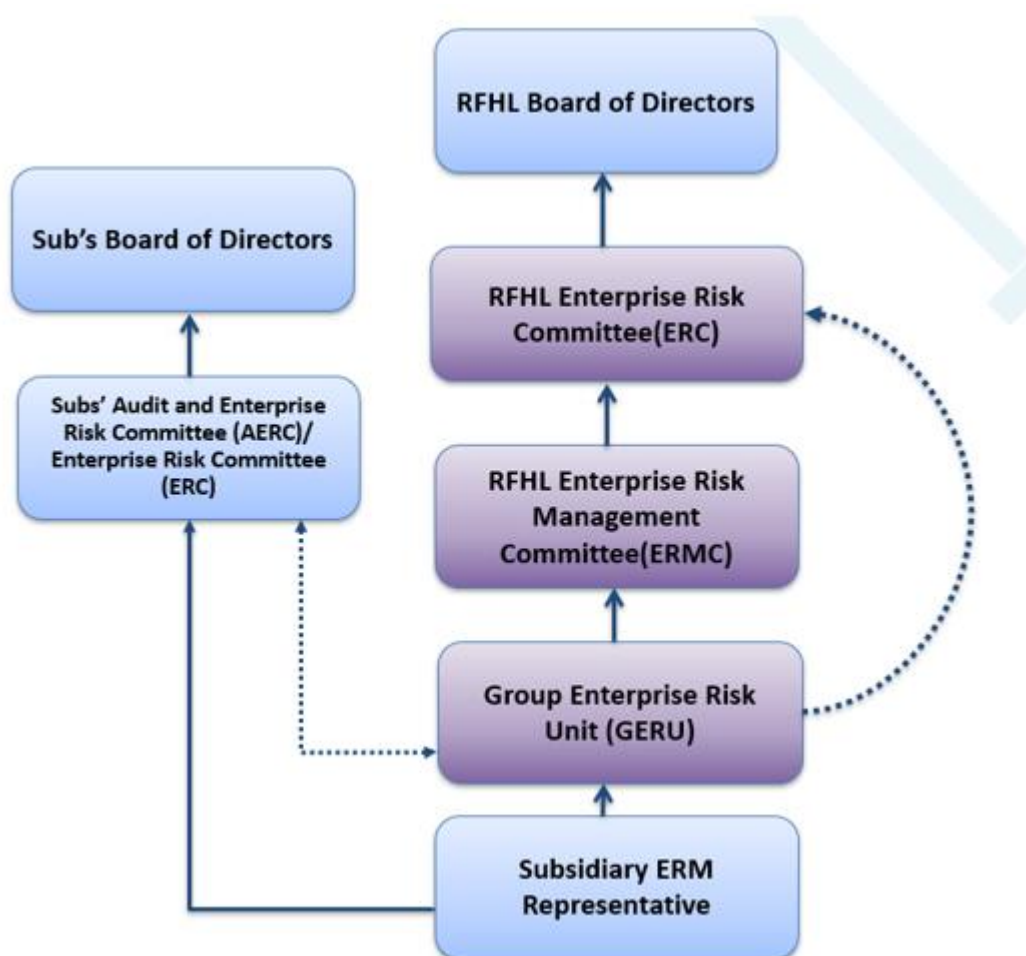 RFHL Board of Directors
Sub's Board of Directors
RFHL Enterprise Risk
Committee(ERC)
Subs' Audit and Enterprise
Risk Committee (AERC)/
Enterprise Risk Committee
(ERC)
RFHL Enterprise Risk
Management
Committee(ERMC)
Group Enterprise Risk
Unit (GERU)
Subsidiary ERM
Representative